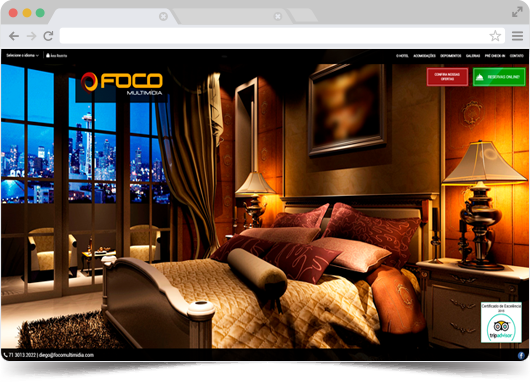 Selecione o idioma
Área Restrita
O HOTEL
ACOMODAÇÕES
DEPOIMENTOS
GALERIAS
PRÉ CHECK-IN
CONTATO
FOCO
MULTIMIDIA
CONFIRA NOSSAS
OFERTAS
RESERVAS ONLINE!
Certificado de Excelência
tripadvisor
71 3013 2022 | diego@focomultimidia.com